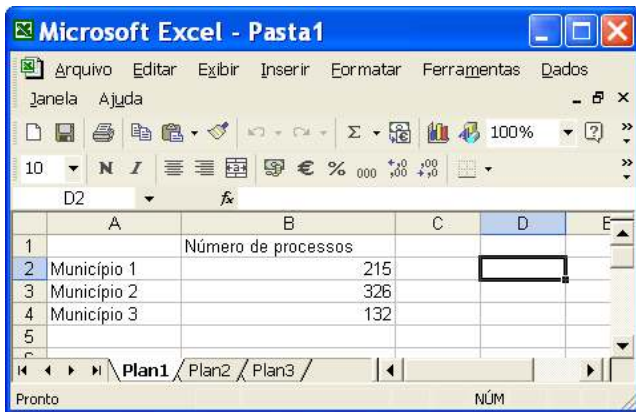 Microsoft Excel - Pasta1
Arquivo Editar Exibir Inserir Formatar Ferramentas Dados
Janela Ajuda
Σ 100%
10 N I € % 000 ,00 ,00
D2 fx
A B C D E
1 Número de processos
2 Município 1 215
3 Município 2 326
4 Município 3 132
5
Plan1 Plan2 Plan3
Pronto NÚM